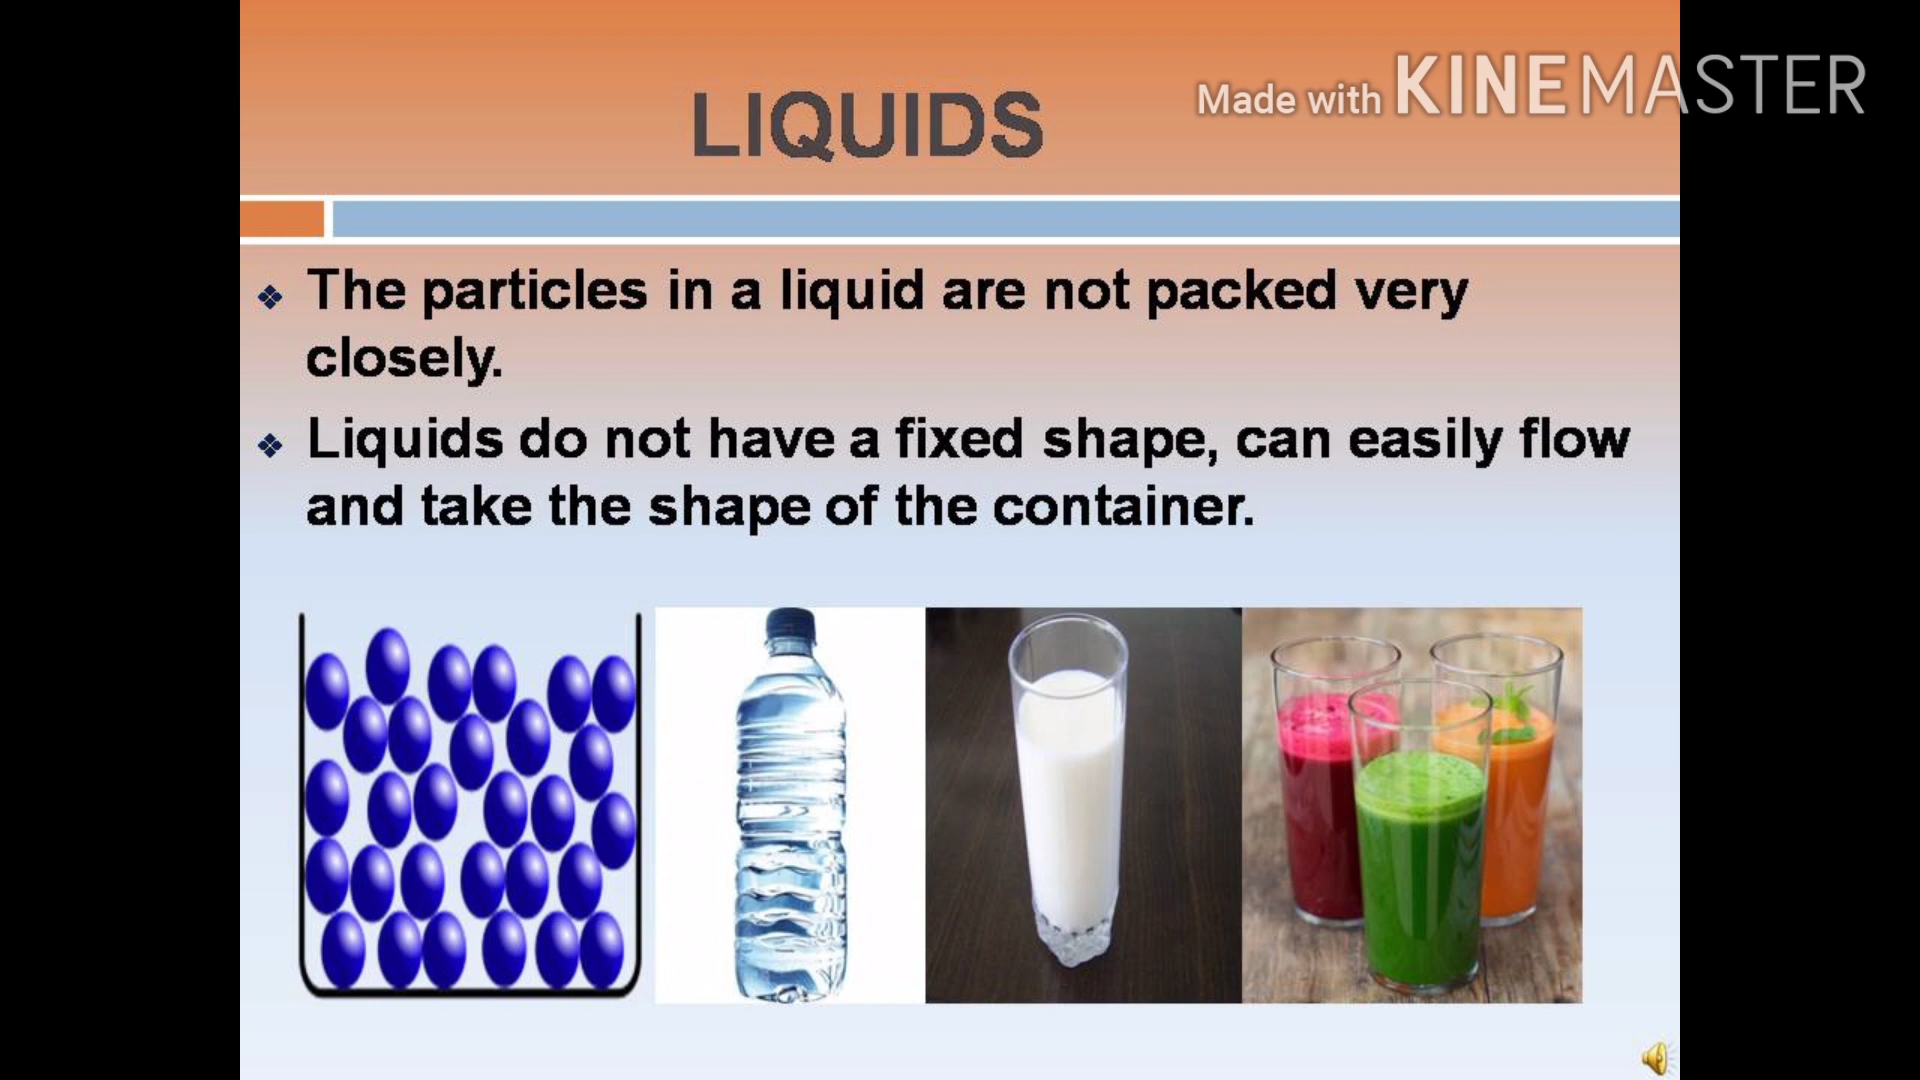 LIQUIDS
Made with KINEMASTER
❖ The particles in a liquid are not packed very
closely.
❖ Liquids do not have a fixed shape, can easily flow
and take the shape of the container.